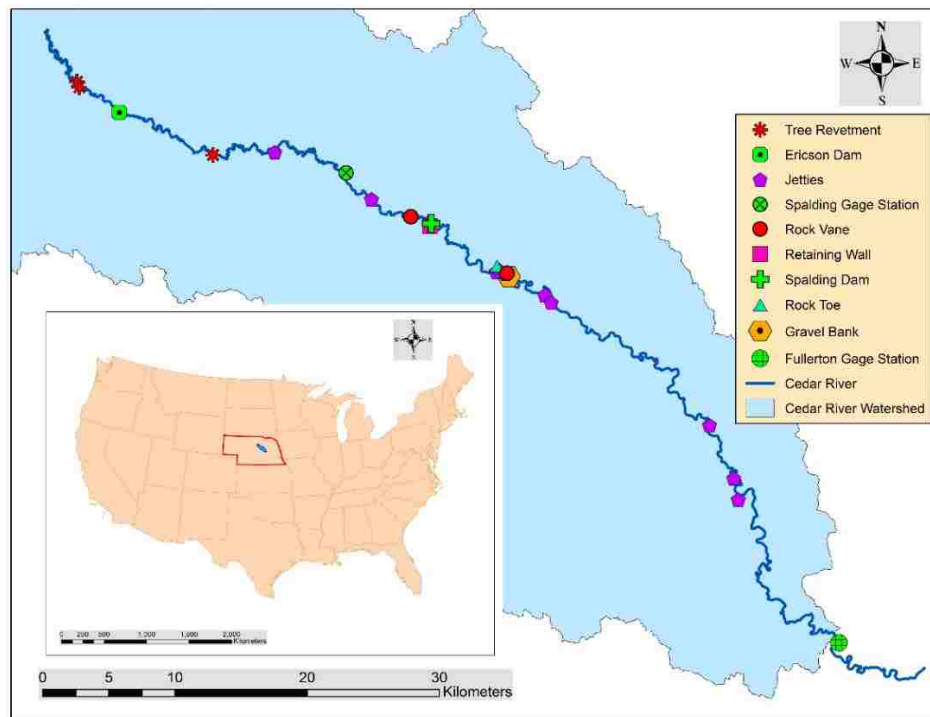 N
W E
S
Tree Revetment
Ericson Dam
Jetties
Spalding Gage Station
Rock Vane
Retaining Wall
Spalding Dam
Rock Toe
Gravel Bank
Fullerton Gage Station
Cedar River
Cedar River Watershed
N
W E
S
0 5 10 20 30
Kilometers